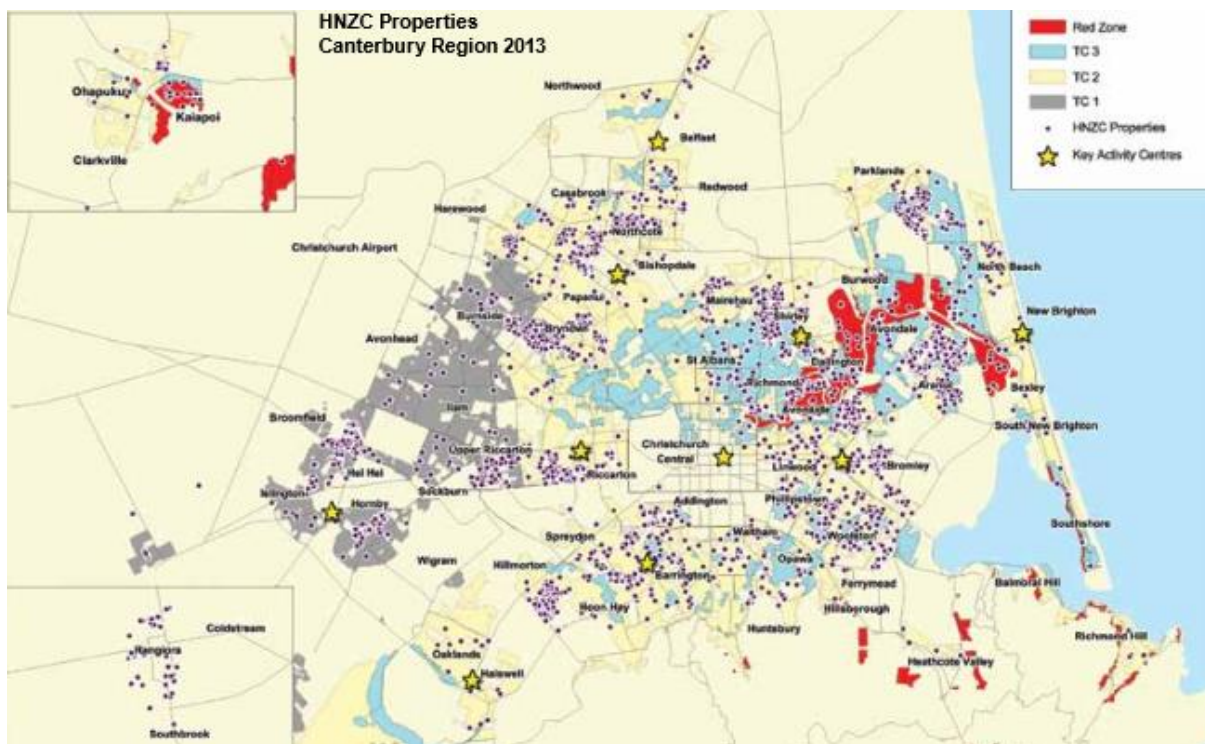 HNZC Properties
Canterbury Region 2013
Red Zone
TC 3
TC 2
TC 1
HNZC Properties
Key Activity Centres
Ohapuku
Kaiapoi
Clarkville
Northwood
Belfast
Redwood
Parklands
Casebrook
Harewood
Northcote
Christchurch Airport
Bishopdale
North Beach
Burwood
Papanui
Mairehau
New Brighton
Burnside
Shirley
Bryndwr
Avondale
Avonhead
St Albans
Dallington
Richmond
Aranui
Bexley
Ilam
Avonside
Broomfield
South New Brighton
Upper Riccarton
Christchurch
Central
Hei Hei
Riccarton
Linwood
Bromley
Islington
Sockburn
Hornby
Addington
Phillipstown
Southshore
Spreydon
Waltham
Woolston
Wigram
Hillmorton
Opawa
Barrington
Ferrymead
Balmoral Hill
Hoon Hay
Hillsborough
Huntsbury
Richmond Hill
Coldstream
Rangiora
Oaklands
Heathcote Valley
Halswell
Southbrook